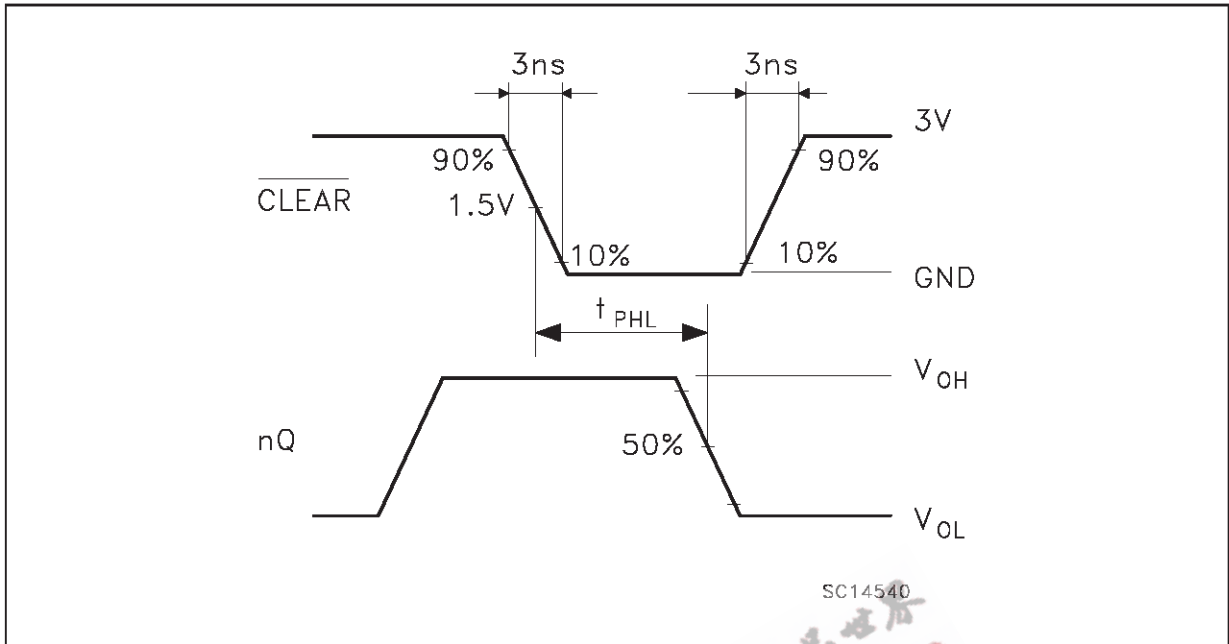 3ns 3ns
3V
90% 90%
CLEAR 1.5V
10% 10%
GND
t PHL
V OH
nQ 50%
V OL
SC14540